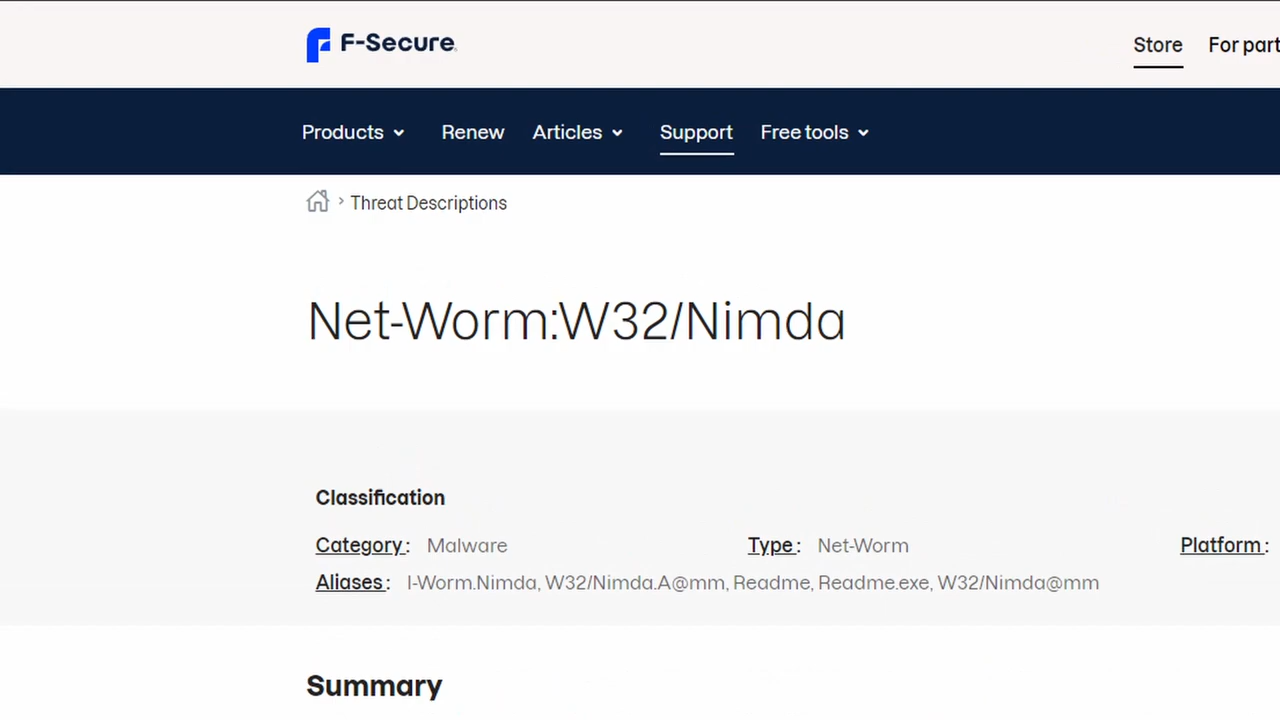 F-Secure
Store For part
Products Renew Articles Support Free tools
Threat Descriptions
Net-Worm:W32/Nimda
Classification
Category: Malware Type: Net-Worm Platform:
Aliases: I-Worm.Nimda, W32/Nimda.A@mm, Readme, Readme.exe, W32/Nimda@mm
Summary